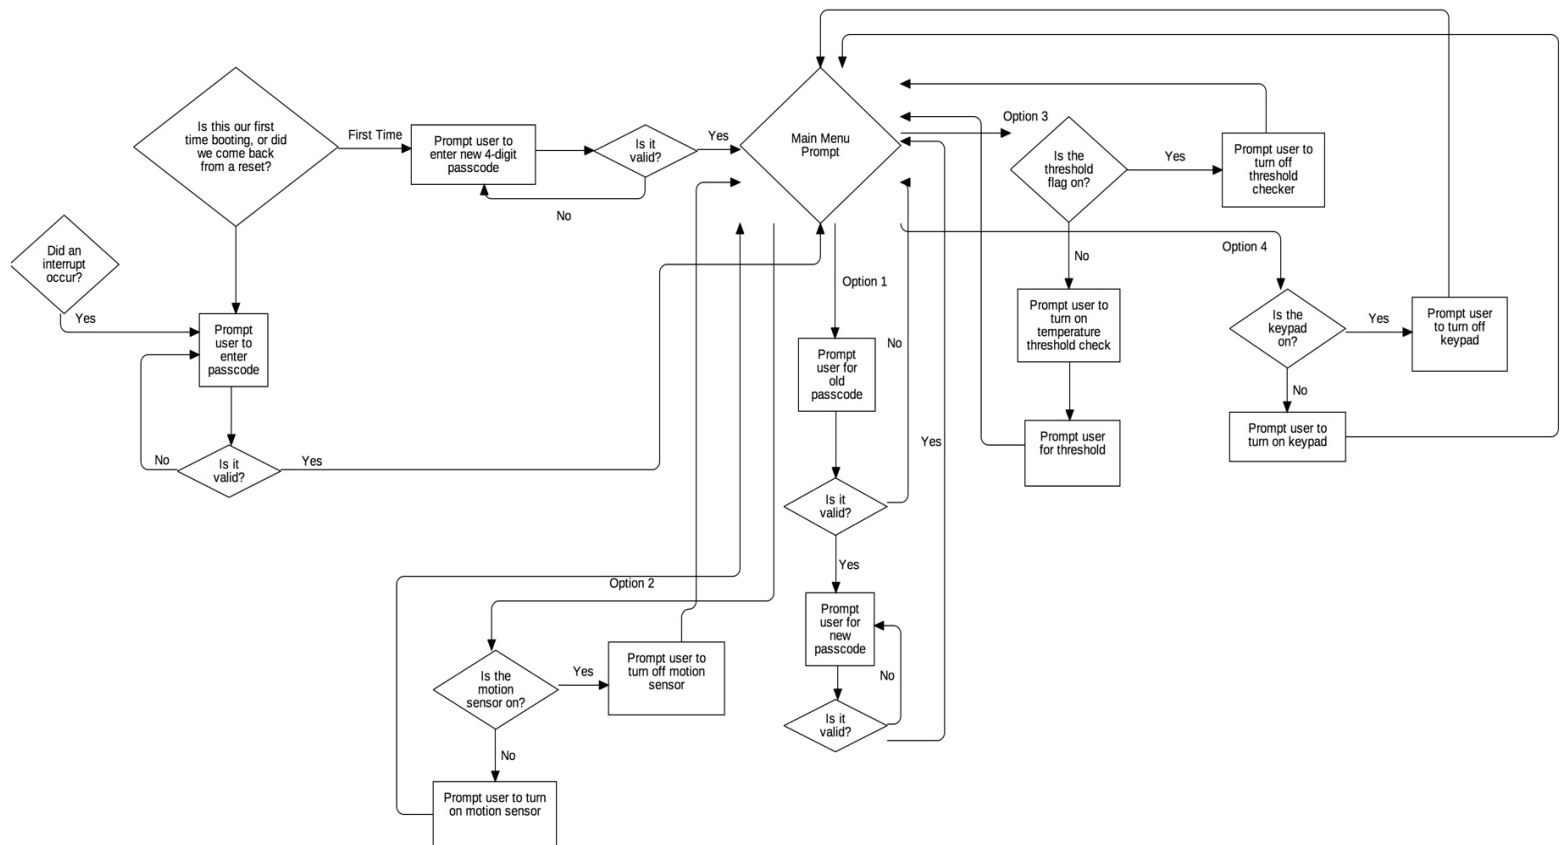 Is this our first
time booting, or did
we come back
from a reset?
First Time
Prompt user to
enter new 4-digit
passcode
Is it
valid?
Yes
No
Main Menu
Prompt
Option 3
Is the
threshold
flag on?
Yes
Prompt user to
turn off
threshold
checker
No
Prompt user to
turn on
temperature
threshold check
Prompt user
for threshold
Option 4
Is the
keypad
on?
Yes
Prompt user
to turn off
keypad
No
Prompt user to
turn on keypad
Did an
interrupt
occur?
Yes
Prompt
user to
enter
passcode
Is it
valid?
No
Yes
Option 1
Prompt
user for
old
passcode
No
Is it
valid?
Yes
Yes
Prompt
user for
new
passcode
No
Is it
valid?
Option 2
Is the
motion
sensor on?
Yes
Prompt user to
turn off motion
sensor
No
Prompt user to turn
on motion sensor